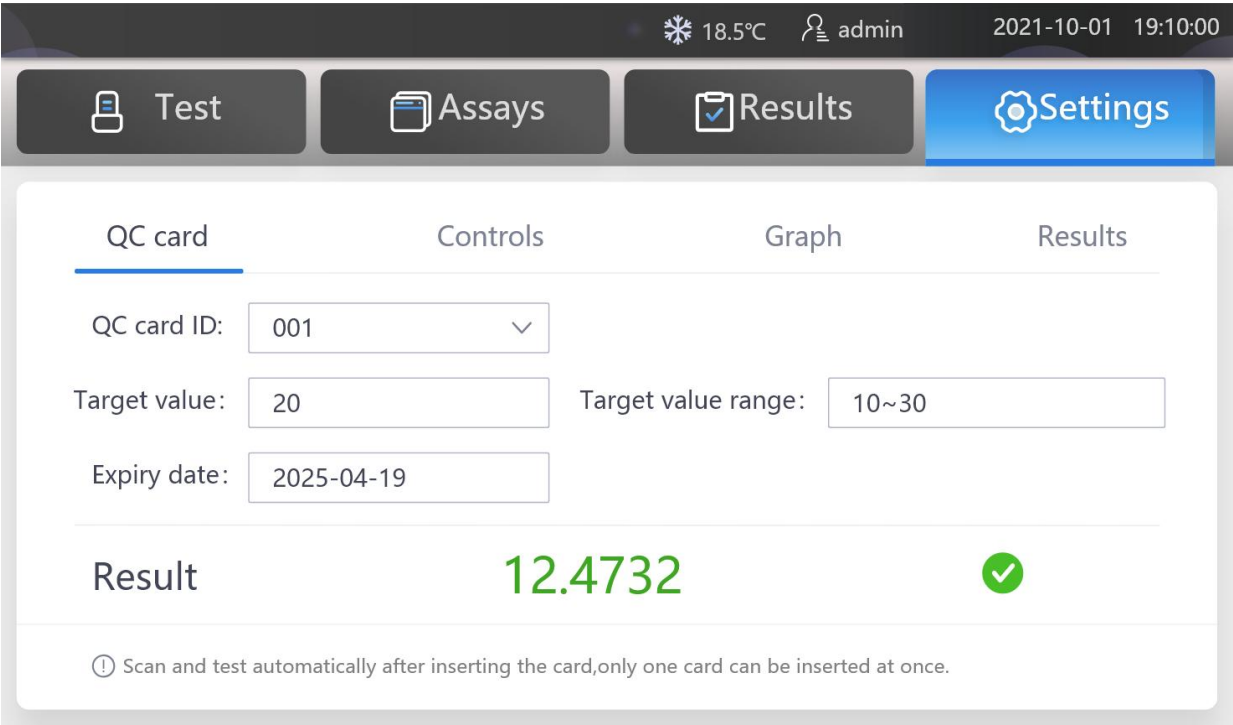 18.5℃ admin 2021-10-01 19:10:00
Test Assays Results Settings
QC card Controls Graph Results
QC card ID: 001
Target value: 20 Target value range: 10~30
Expiry date: 2025-04-19
Result 12.4732
Scan and test automatically after inserting the card,only one card can be inserted at once.